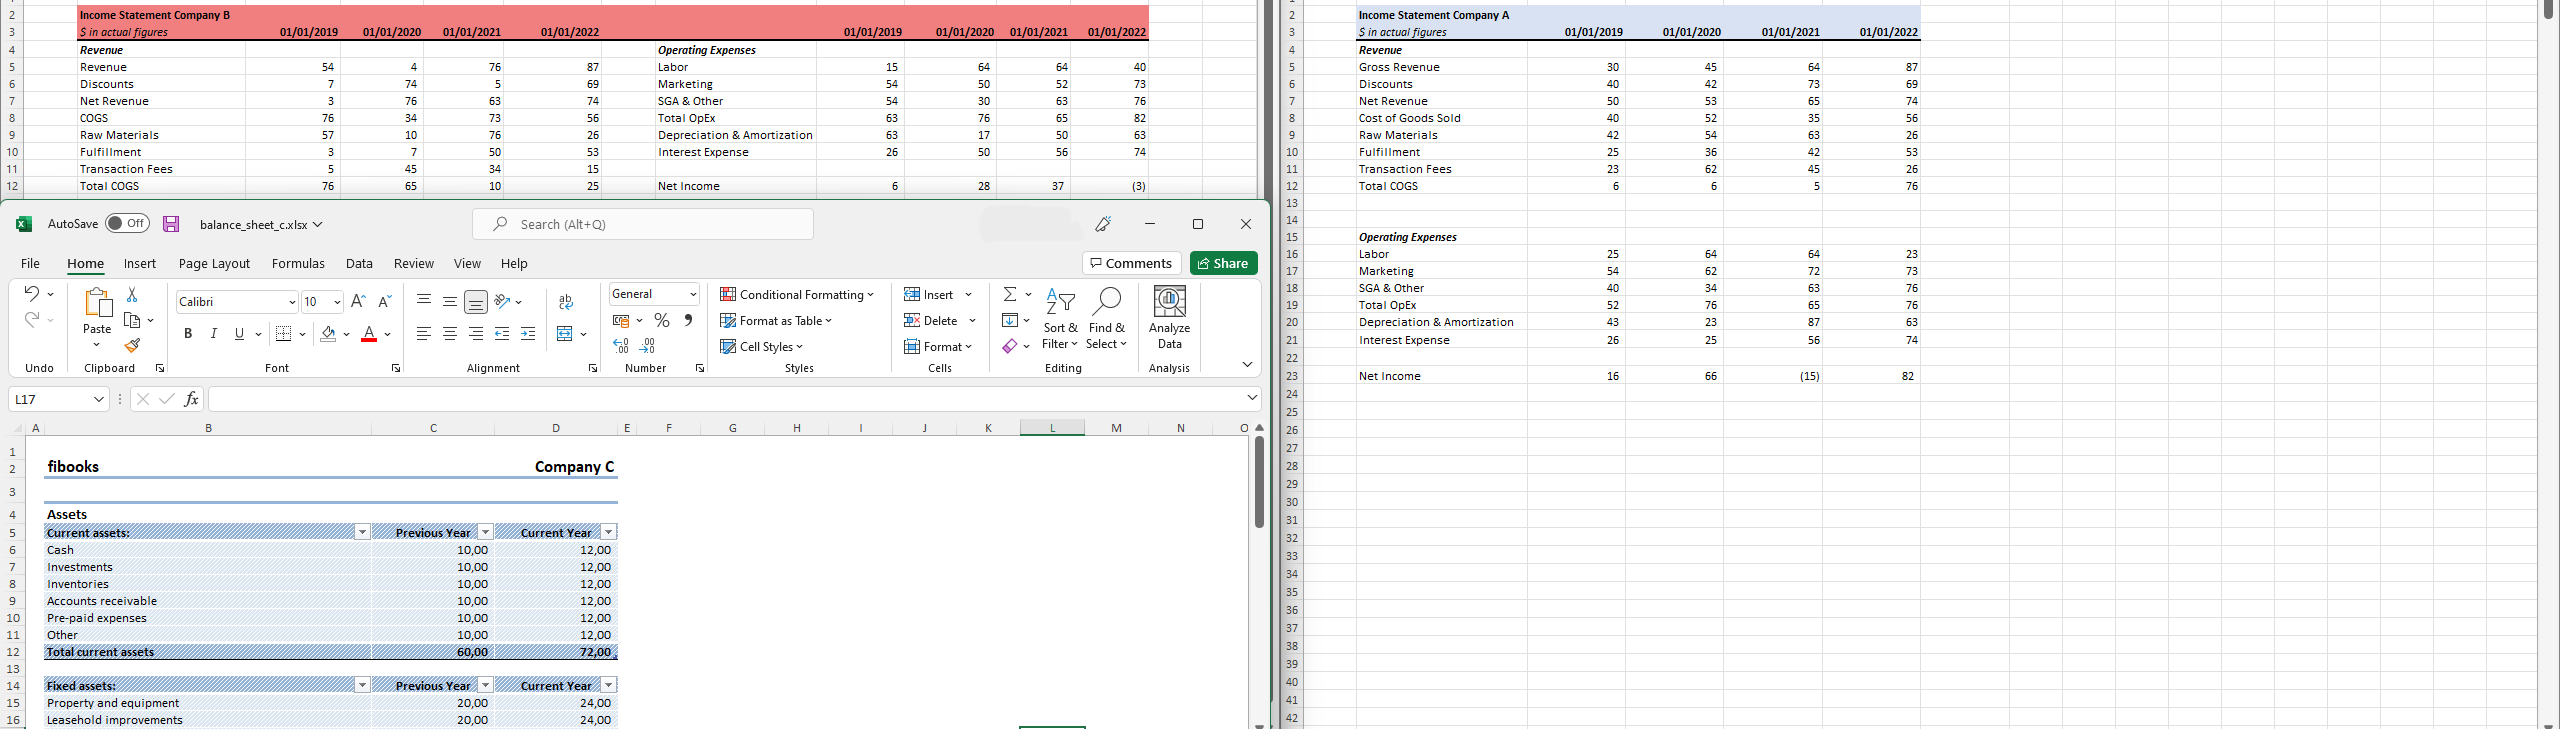 2 Income Statement Company B
3 $ in actual figures 01/01/2019 01/01/2020 01/01/2021 01/01/2022 01/01/2019 01/01/2020 01/01/2021 01/01/2022
4 Revenue Operating Expenses
5 Revenue 54 4 76 87 Labor 15 64 64 40
6 Discounts 7 74 5 69 Marketing 54 50 52 73
7 Net Revenue 3 76 63 74 SGA & Other 54 30 63 76
8 COGS 76 34 73 56 Total OpEx 63 76 65 82
9 Raw Materials 57 10 76 26 Depreciation & Amortization 63 17 50 63
10 Fulfillment 3 7 50 53 Interest Expense 26 50 56 74
11 Transaction Fees 5 45 34 15
12 Total COGS 76 65 10 25 Net Income 6 28 37 (3)
AutoSave Off balance_sheet_c.xlsx Search (Alt+Q)
File Home Insert Page Layout Formulas Data Review View Help Comments Share
Calibri 10 General Conditional Formatting Insert
Paste B I U A % Format as Table Delete Sort & Find & Analyze
Cell Styles Format Filter Select Data
Undo Clipboard Font Alignment Number Styles Cells Editing Analysis
L17 fx
A B C D E F G H I J K L M N O
1
2 fibooks Company C
3
4 Assets
5 Current assets: Previous Year Current Year
6 Cash 10,00 12,00
7 Investments 10,00 12,00
8 Inventories 10,00 12,00
9 Accounts receivable 10,00 12,00
10 Pre-paid expenses 10,00 12,00
11 Other 10,00 12,00
12 Total current assets 60,00 72,00
13
14 Fixed assets: Previous Year Current Year
15 Property and equipment 20,00 24,00
16 Leasehold improvements 20,00 24,00
2 Income Statement Company A
3 $ in actual figures 01/01/2019 01/01/2020 01/01/2021 01/01/2022
4 Revenue
5 Gross Revenue 30 45 64 87
6 Discounts 40 42 73 69
7 Net Revenue 50 53 65 74
8 Cost of Goods Sold 40 52 35 56
9 Raw Materials 42 54 63 26
10 Fulfillment 25 36 42 53
11 Transaction Fees 23 62 45 26
12 Total COGS 6 6 5 76
13
14
15 Operating Expenses
16 Labor 25 64 64 23
17 Marketing 54 62 72 73
18 SGA & Other 40 34 63 76
19 Total OpEx 52 76 65 76
20 Depreciation & Amortization 43 23 87 63
21 Interest Expense 26 25 56 74
22
23 Net Income 16 66 (15) 82
24
25
26
27
28
29
30
31
32
33
34
35
36
37
38
39
40
41
42